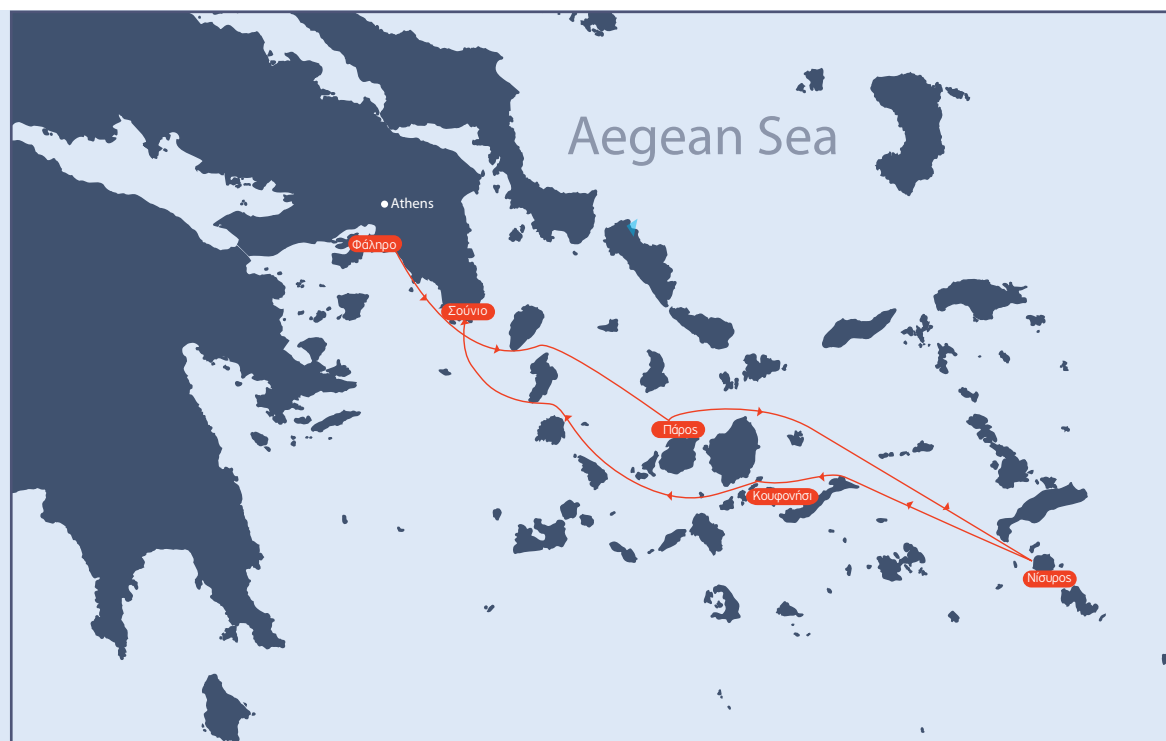 Aegean Sea
Athens
Φάληρο
Σούνιο
Πάρος
Κουφονήσι
Νίσυρος